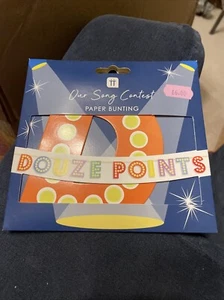 TT
Our Song Contest
PAPER BUNTING
DOUZE POINTS